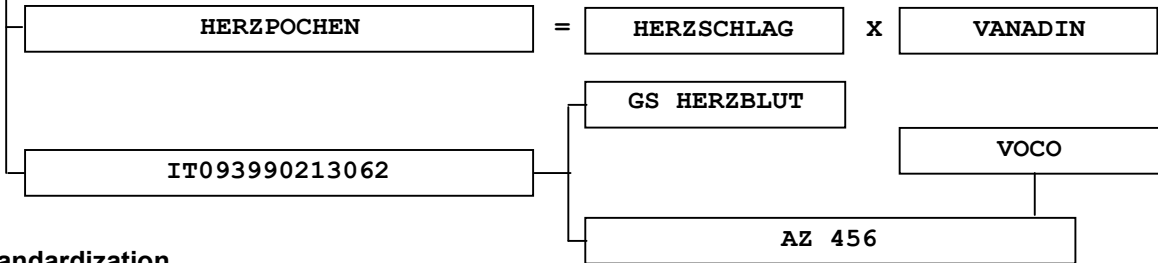 HERZPOCHEN = HERZSCHLAG X VANADIN
GS HERZBLUT
VOCO
IT093990213062
AZ 456
andardization